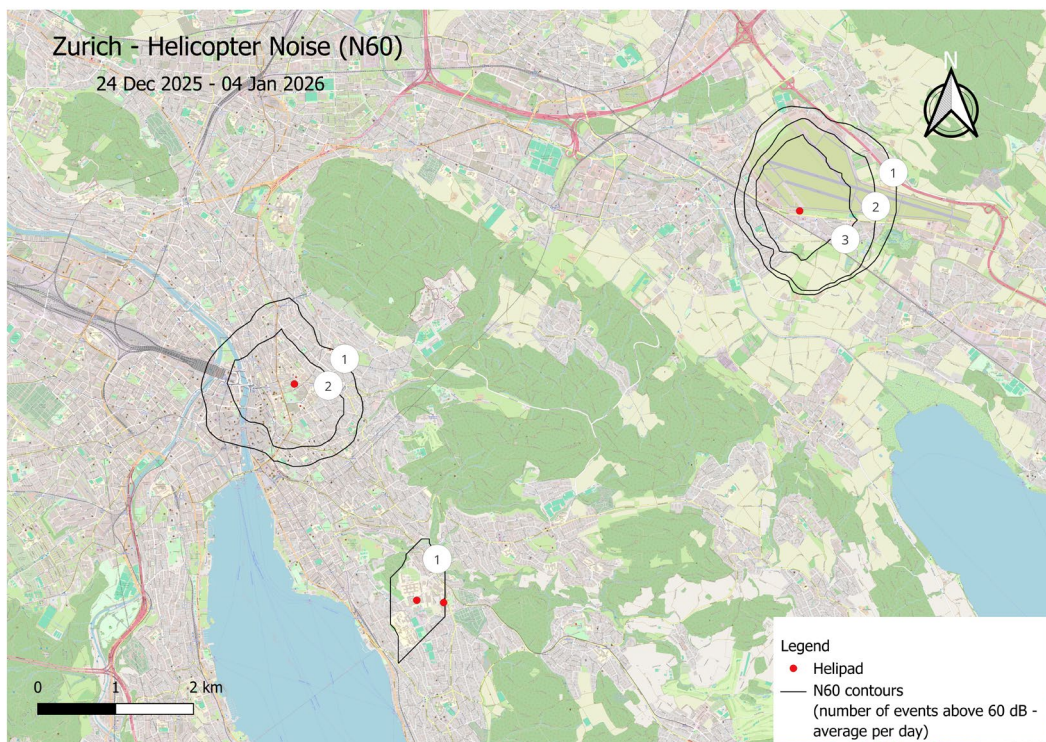 Zurich - Helicopter Noise (N60)
24 Dec 2025 - 04 Jan 2026
N
1
2
3
1
2
1
0 1 2 km
Legend
Helipad
N60 contours
(number of events above 60 dB -
average per day)